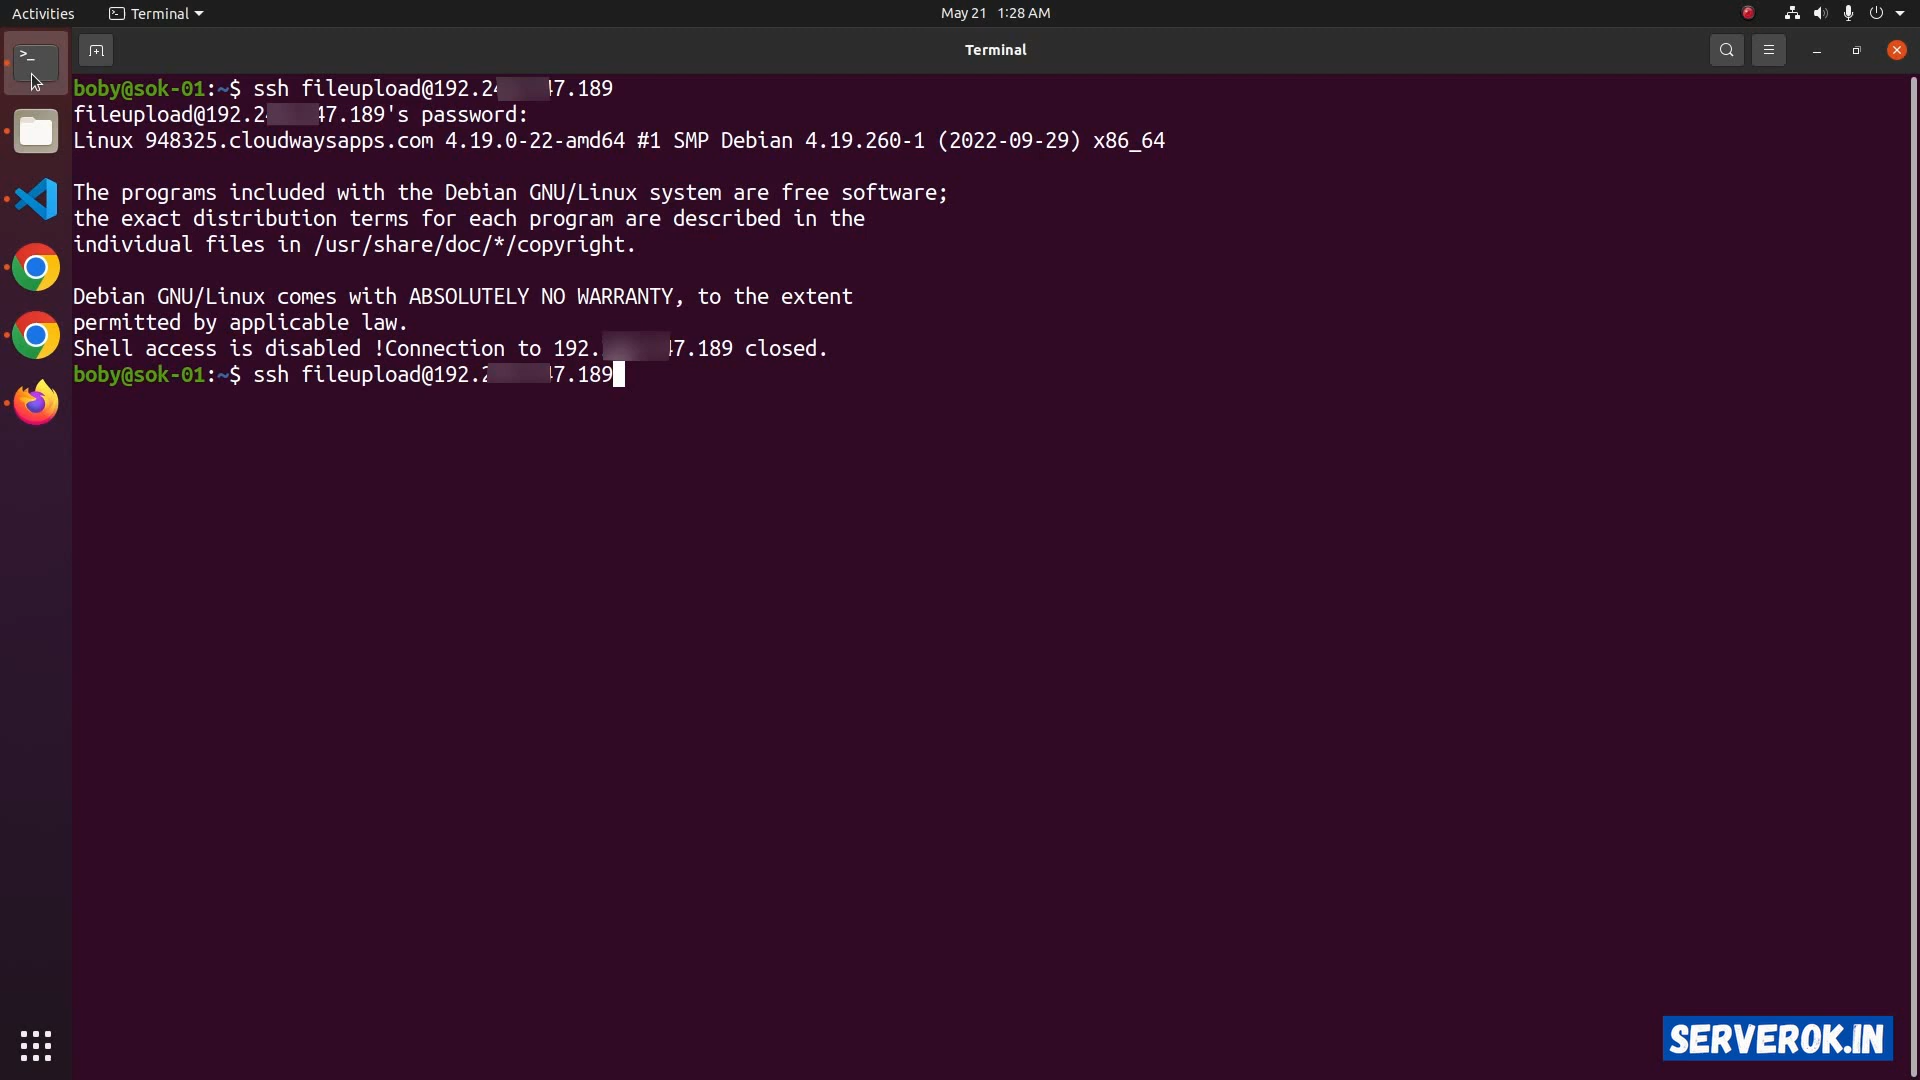 Activities Terminal May 21 1:28 AM
Terminal
boby@sok-01:~$ ssh fileupload@192.24 47.189
fileupload@192.2 47.189's password:
Linux 948325.cloudwaysapps.com 4.19.0-22-amd64 #1 SMP Debian 4.19.260-1 (2022-09-29) x86_64
The programs included with the Debian GNU/Linux system are free software;
the exact distribution terms for each program are described in the
individual files in /usr/share/doc/*/copyright.
Debian GNU/Linux comes with ABSOLUTELY NO WARRANTY, to the extent
permitted by applicable law.
Shell access is disabled !Connection to 192. 47.189 closed.
boby@sok-01:~$ ssh fileupload@192.2 7.189
SERVEROK.IN